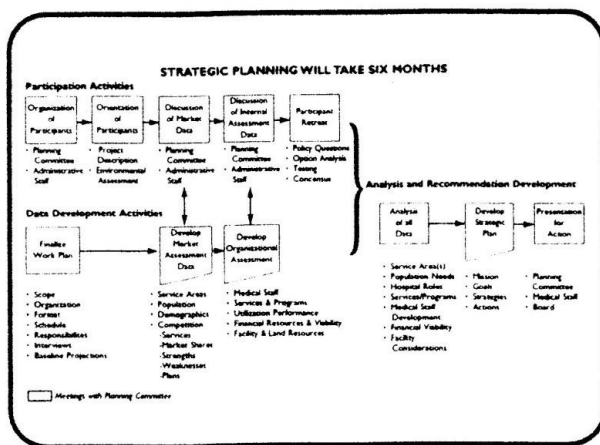 STRATEGIC PLANNING WILL TAKE SIX MONTHS
Participation Activities
Organization
of
Participants
Orientation
of
Participants
Discussion
of Market
Data
Discussion
of Internal
Assessment
Data
Participant
Retreat
· Planning
Committee
· Administrative
Staff
· Project
Description
· Environmental
Assessment
· Planning
Committee
· Administrative
Staff
· Planning
Committee
· Administrative
Staff
· Policy Questions
· Option Analysis
· Testing
· Concensus
Data Development Activities
Finalize
Work Plan
Develop
Market
Assessment
Data
Develop
Organizational
Assessment
· Scope
· Organization
· Format
· Schedule
· Responsibilities
· Interviews
· Baseline Projections
· Service Areas
· Population
· Demographics
· Competition
-Services
-Market Shares
-Strengths
-Weaknesses
-Plans
· Medical Staff
· Services & Programs
· Utilization Performance
· Financial Resources & Viability
· Facility & Land Resources
Analysis and Recommendation Development
Analysis
of all
Data
Develop
Strategic
Plan
Presentation
for
Action
· Service Area(s)
· Population Needs
· Hospital Roles
· Services/Programs
· Medical Staff
Development
· Financial Viability
· Facility
Considerations
· Mission
· Goals
· Strategies
· Actions
· Planning
Committee
· Medical Staff
· Board
Meetings with Planning Committee